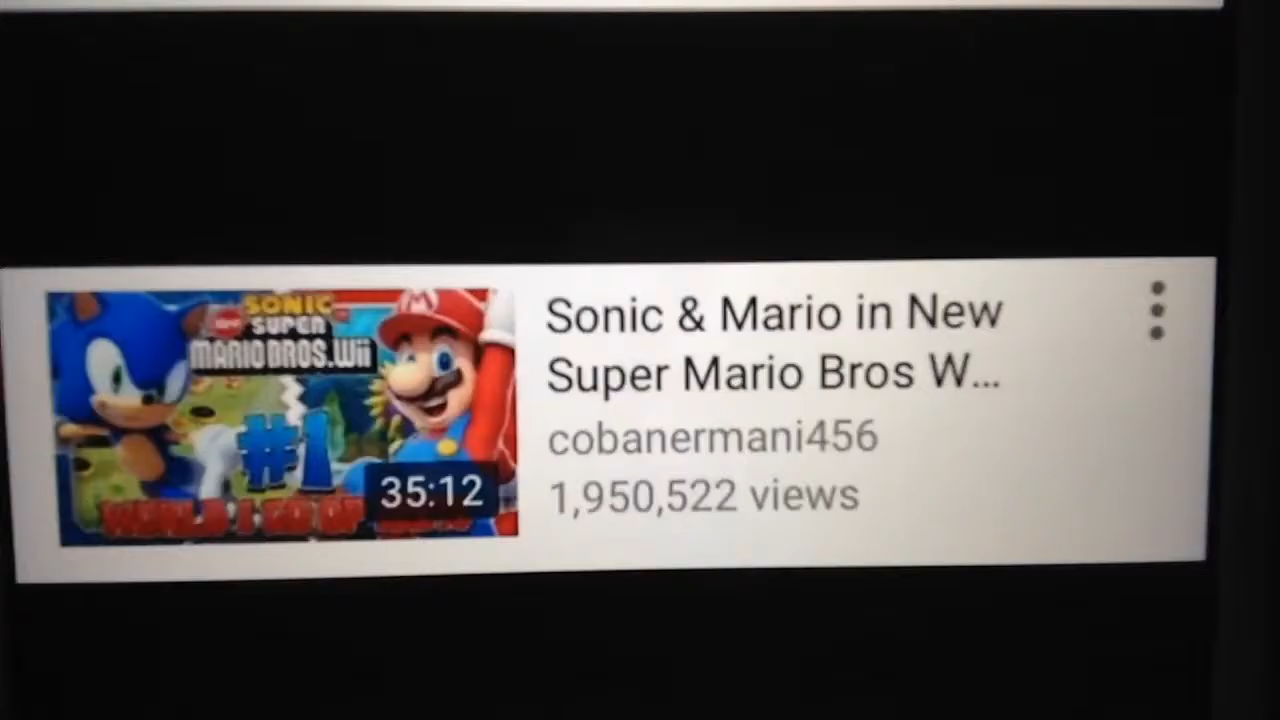 SONIC
SUPER
MARIO BROS.Wii
#1
35:12
Sonic & Mario in New
Super Mario Bros W...
cobanermani456
1,950,522 views